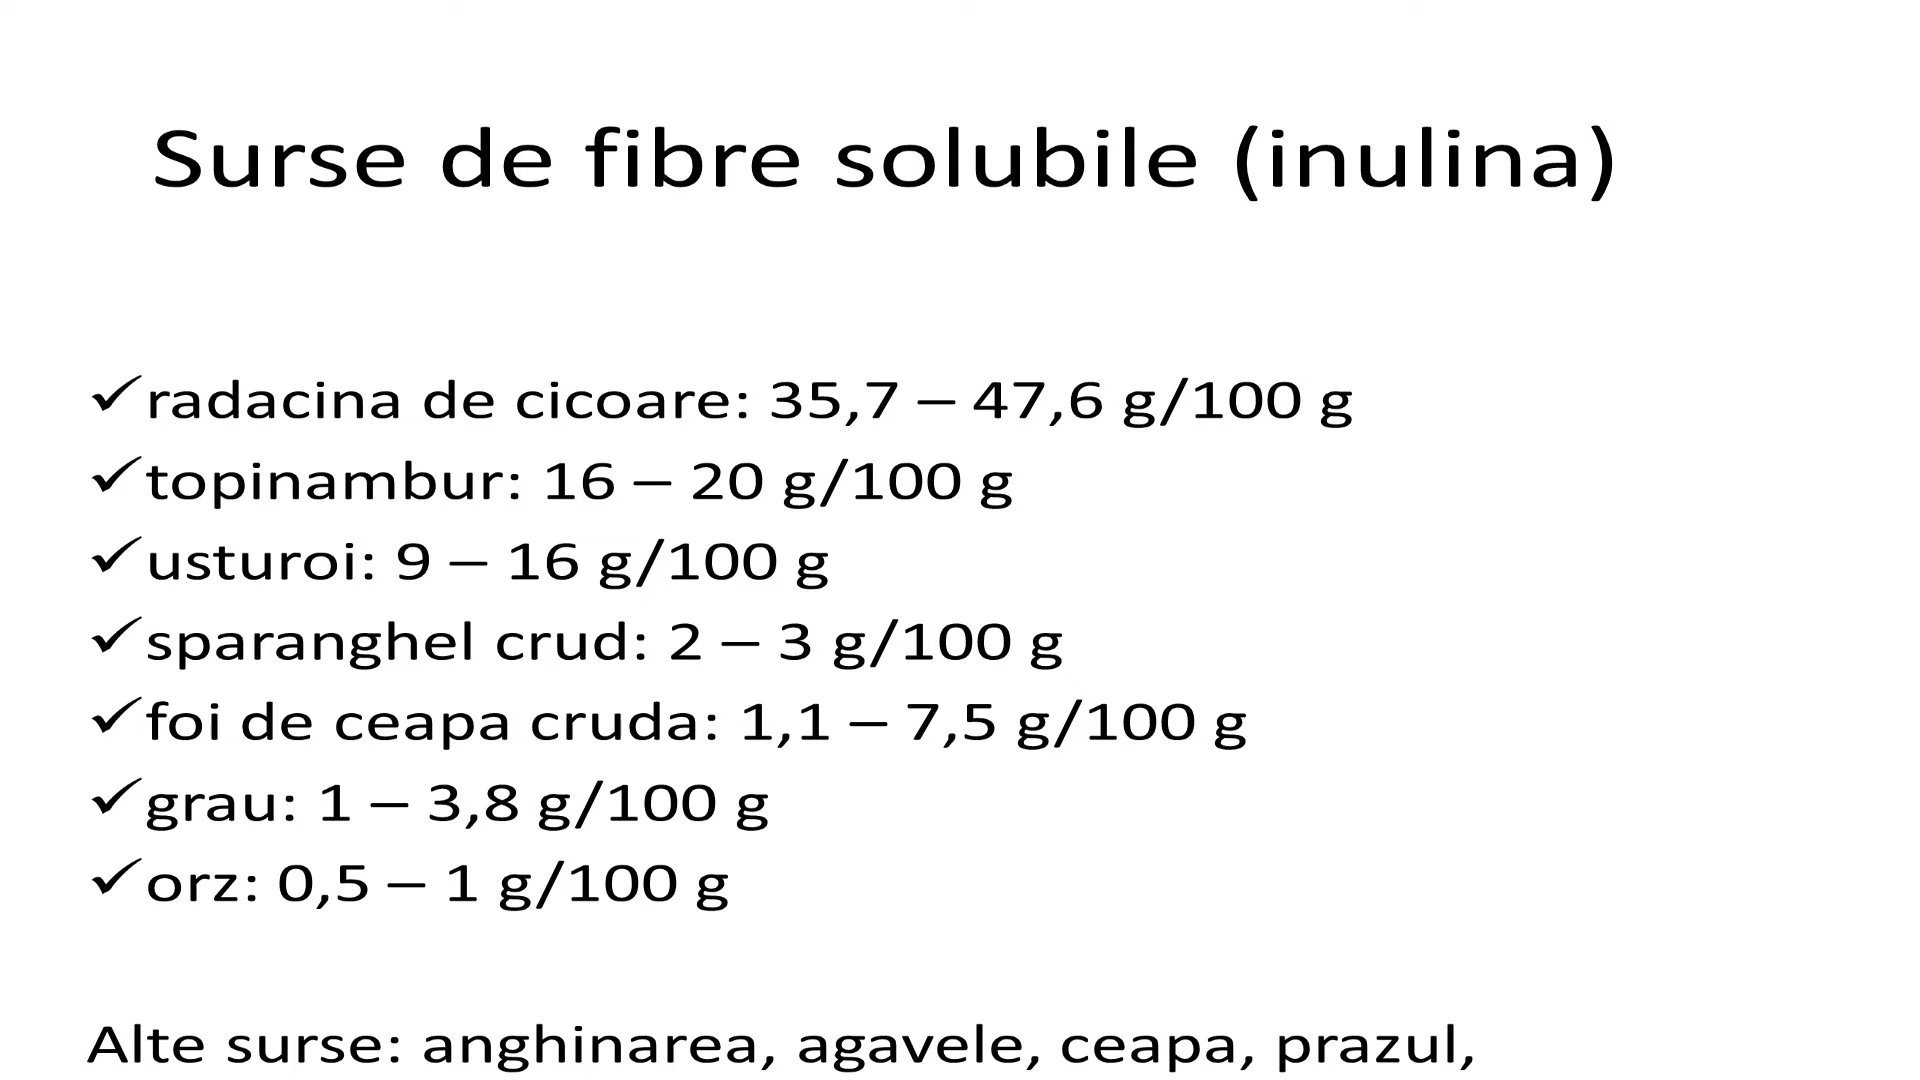 Surse de fibre solubile (inulina)
✓radacina de cicoare: 35,7 – 47,6 g/100 g
✓topinambur: 16 – 20 g/100 g
✓usturoi: 9 – 16 g/100 g
✓sparanghel crud: 2 – 3 g/100 g
✓foi de ceapa cruda: 1,1 – 7,5 g/100 g
✓grau: 1 – 3,8 g/100 g
✓orz: 0,5 – 1 g/100 g
Alte surse: anghinarea, agavele, ceapa, prazul,